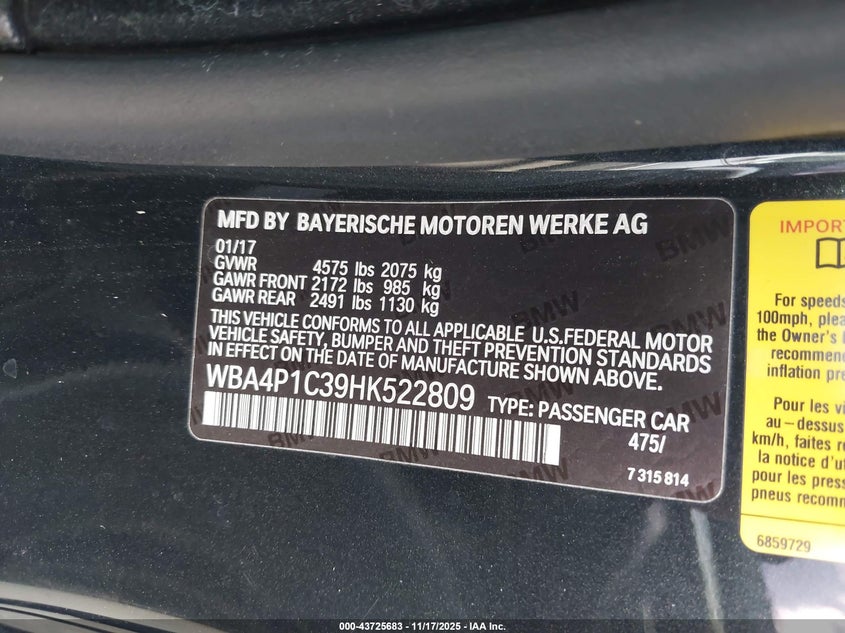 MFD BY BAYERISCHE MOTOREN WERKE AG
01/17
GVWR 4575 lbs 2075 kg
GAWR FRONT 2172 lbs 985 kg
GAWR REAR 2491 lbs 1130 kg
THIS VEHICLE CONFORMS TO ALL APPLICABLE U.S.FEDERAL MOTOR
VEHICLE SAFETY, BUMPER AND THEFT PREVENTION STANDARDS
IN EFFECT ON THE DATE OF MANUFACTURE SHOWN ABOVE.
WBA4P1C39HK522809 TYPE: PASSENGER CAR
475/
7 315 814
IMPORT
For speeds
100mph, plea
the Owner's
recommen
inflation pre
Pour les vi
au-dessus
km/h, faites
la notice d'ut
pour les press
pneus recomm
6859729
000-43725683 - 11/17/2025 - IAA Inc.